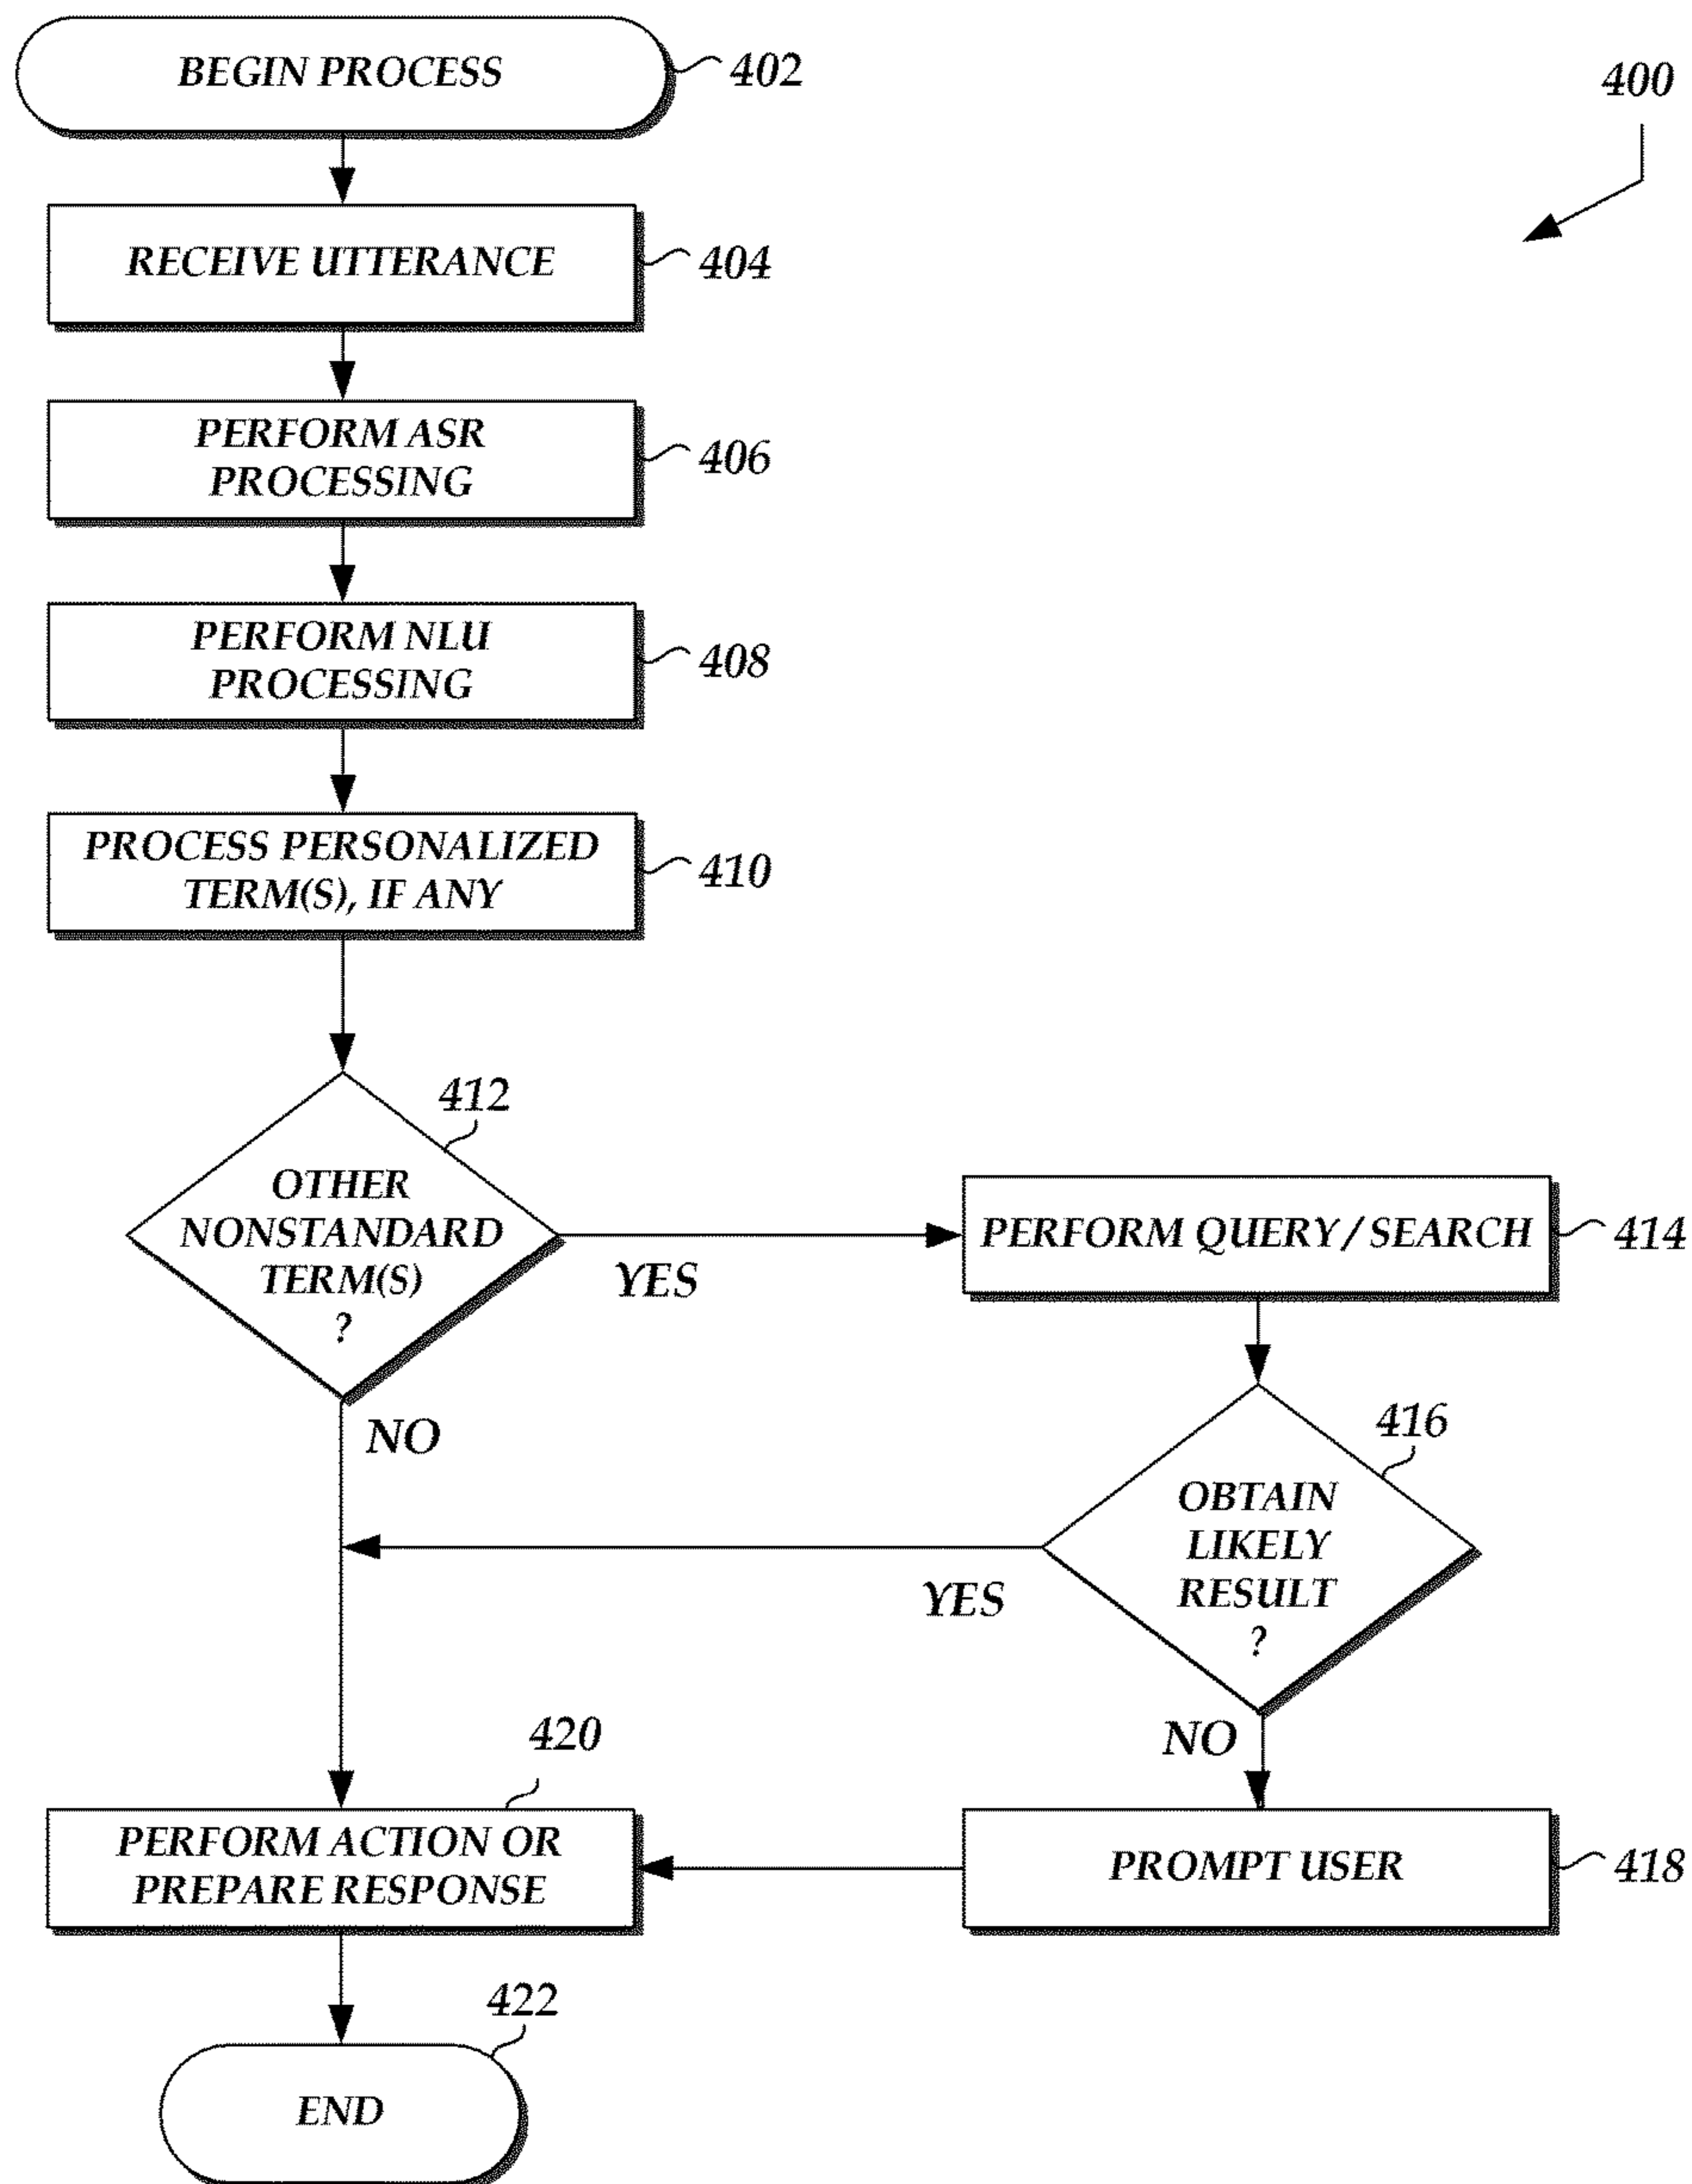 BEGIN PROCESS
402
400
RECEIVE UTTERANCE
404
PERFORM ASR
PROCESSING
406
PERFORM NLU
PROCESSING
408
PROCESS PERSONALIZED
TERM(S), IF ANY
410
412
OTHER
NONSTANDARD
TERM(S)
?
YES
NO
PERFORM QUERY/SEARCH
414
416
OBTAIN
LIKELY
RESULT
?
YES
NO
420
PERFORM ACTION OR
PREPARE RESPONSE
PROMPT USER
418
422
END